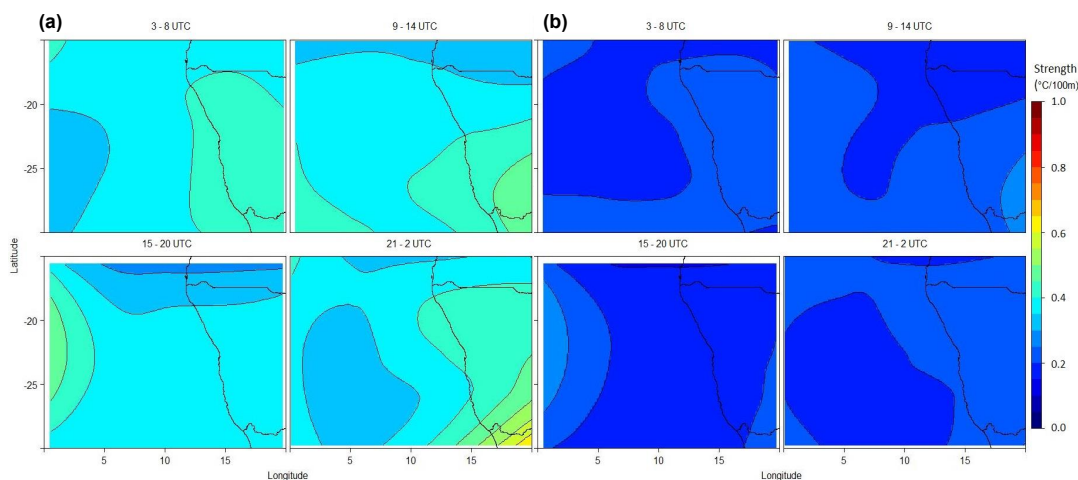 (a)
(b)
3 - 8 UTC
9 - 14 UTC
3 - 8 UTC
9 - 14 UTC
Strength
(°C/100m)
1.0
0.8
0.6
0.4
0.2
0.0
-20
-25
15 - 20 UTC
21 - 2 UTC
15 - 20 UTC
21 - 2 UTC
Latitude
-20
-25
5
10
15
5
10
15
5
10
15
5
10
15
Longitude
Longitude